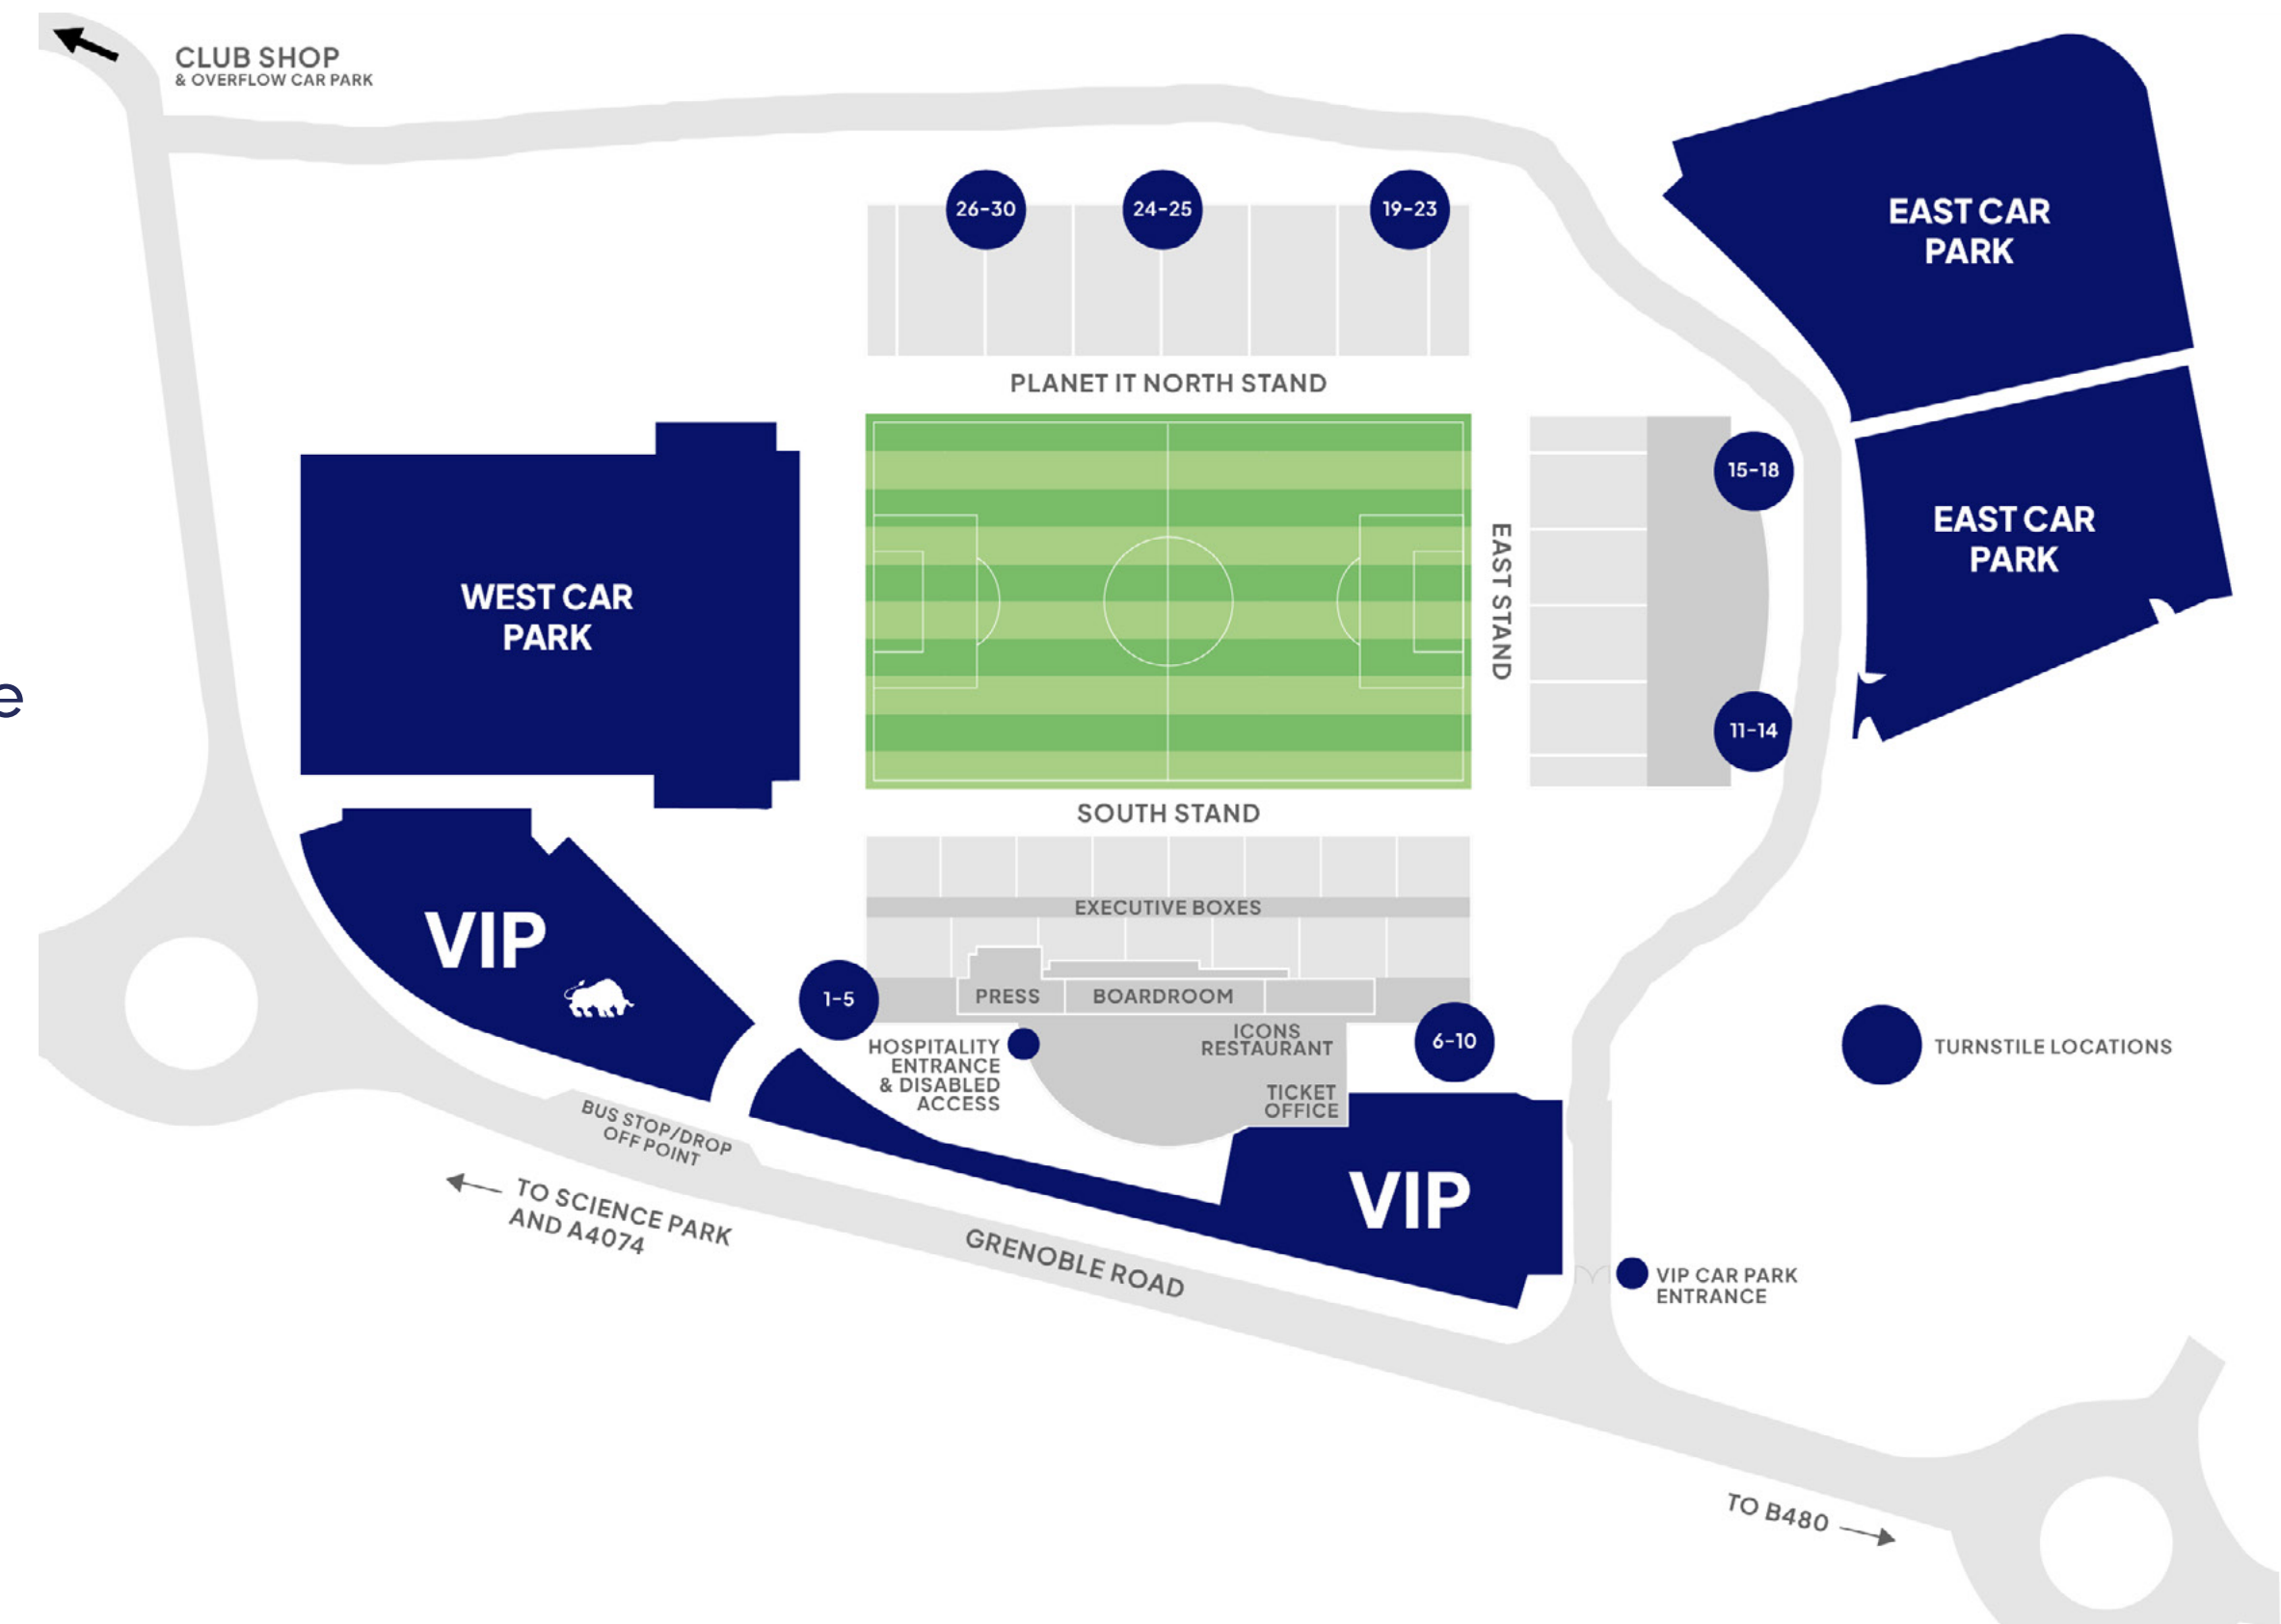 CLUB SHOP
& OVERFLOW CAR PARK
26-30
24-25
19-23
EAST CAR
PARK
PLANET IT NORTH STAND
15-18
EAST CAR
PARK
WEST CAR
PARK
EAST STAND
e
11-14
SOUTH STAND
EXECUTIVE BOXES
VIP
1-5
PRESS
BOARDROOM
ICONS
RESTAURANT
6-10
HOSPITALITY
ENTRANCE
& DISABLED
ACCESS
TICKET
OFFICE
TURNSTILE LOCATIONS
BUS STOP/DROP
OFF POINT
VIP
TO SCIENCE PARK
AND A4074
GRENOBLE ROAD
VIP CAR PARK
ENTRANCE
TO B480